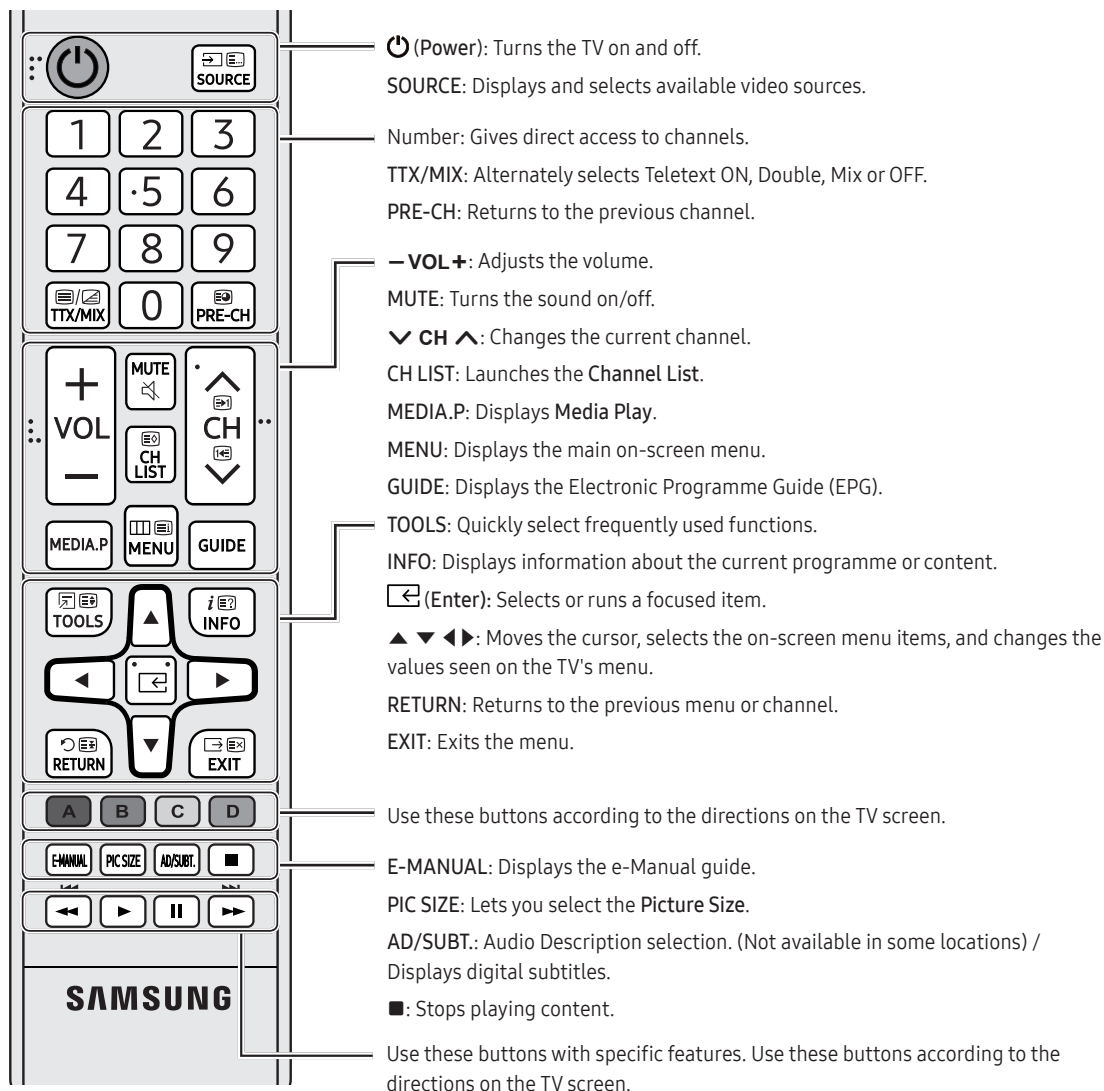 SOURCE
1 2 3
4 ·5 6
7 8 9
TTX/MIX 0 PRE-CH
+ MUTE
VOL CH
CH LIST
—
MEDIA.P MENU GUIDE
TOOLS i INFO
RETURN EXIT
A B C D
E-MANUAL PIC SIZE AD/SUBT.
SAMSUNG
(Power): Turns the TV on and off.
SOURCE: Displays and selects available video sources.
Number: Gives direct access to channels.
TTX/MIX: Alternately selects Teletext ON, Double, Mix or OFF.
PRE-CH: Returns to the previous channel.
– VOL +: Adjusts the volume.
MUTE: Turns the sound on/off.
CH : Changes the current channel.
CH LIST: Launches the Channel List.
MEDIA.P: Displays Media Play.
MENU: Displays the main on-screen menu.
GUIDE: Displays the Electronic Programme Guide (EPG).
TOOLS: Quickly select frequently used functions.
INFO: Displays information about the current programme or content.
(Enter): Selects or runs a focused item.
▲ ▼ ◀ ▶: Moves the cursor, selects the on-screen menu items, and changes the
values seen on the TV's menu.
RETURN: Returns to the previous menu or channel.
EXIT: Exits the menu.
Use these buttons according to the directions on the TV screen.
E-MANUAL: Displays the e-Manual guide.
PIC SIZE: Lets you select the Picture Size.
AD/SUBT.: Audio Description selection. (Not available in some locations) /
Displays digital subtitles.
■: Stops playing content.
Use these buttons with specific features. Use these buttons according to the
directions on the TV screen.